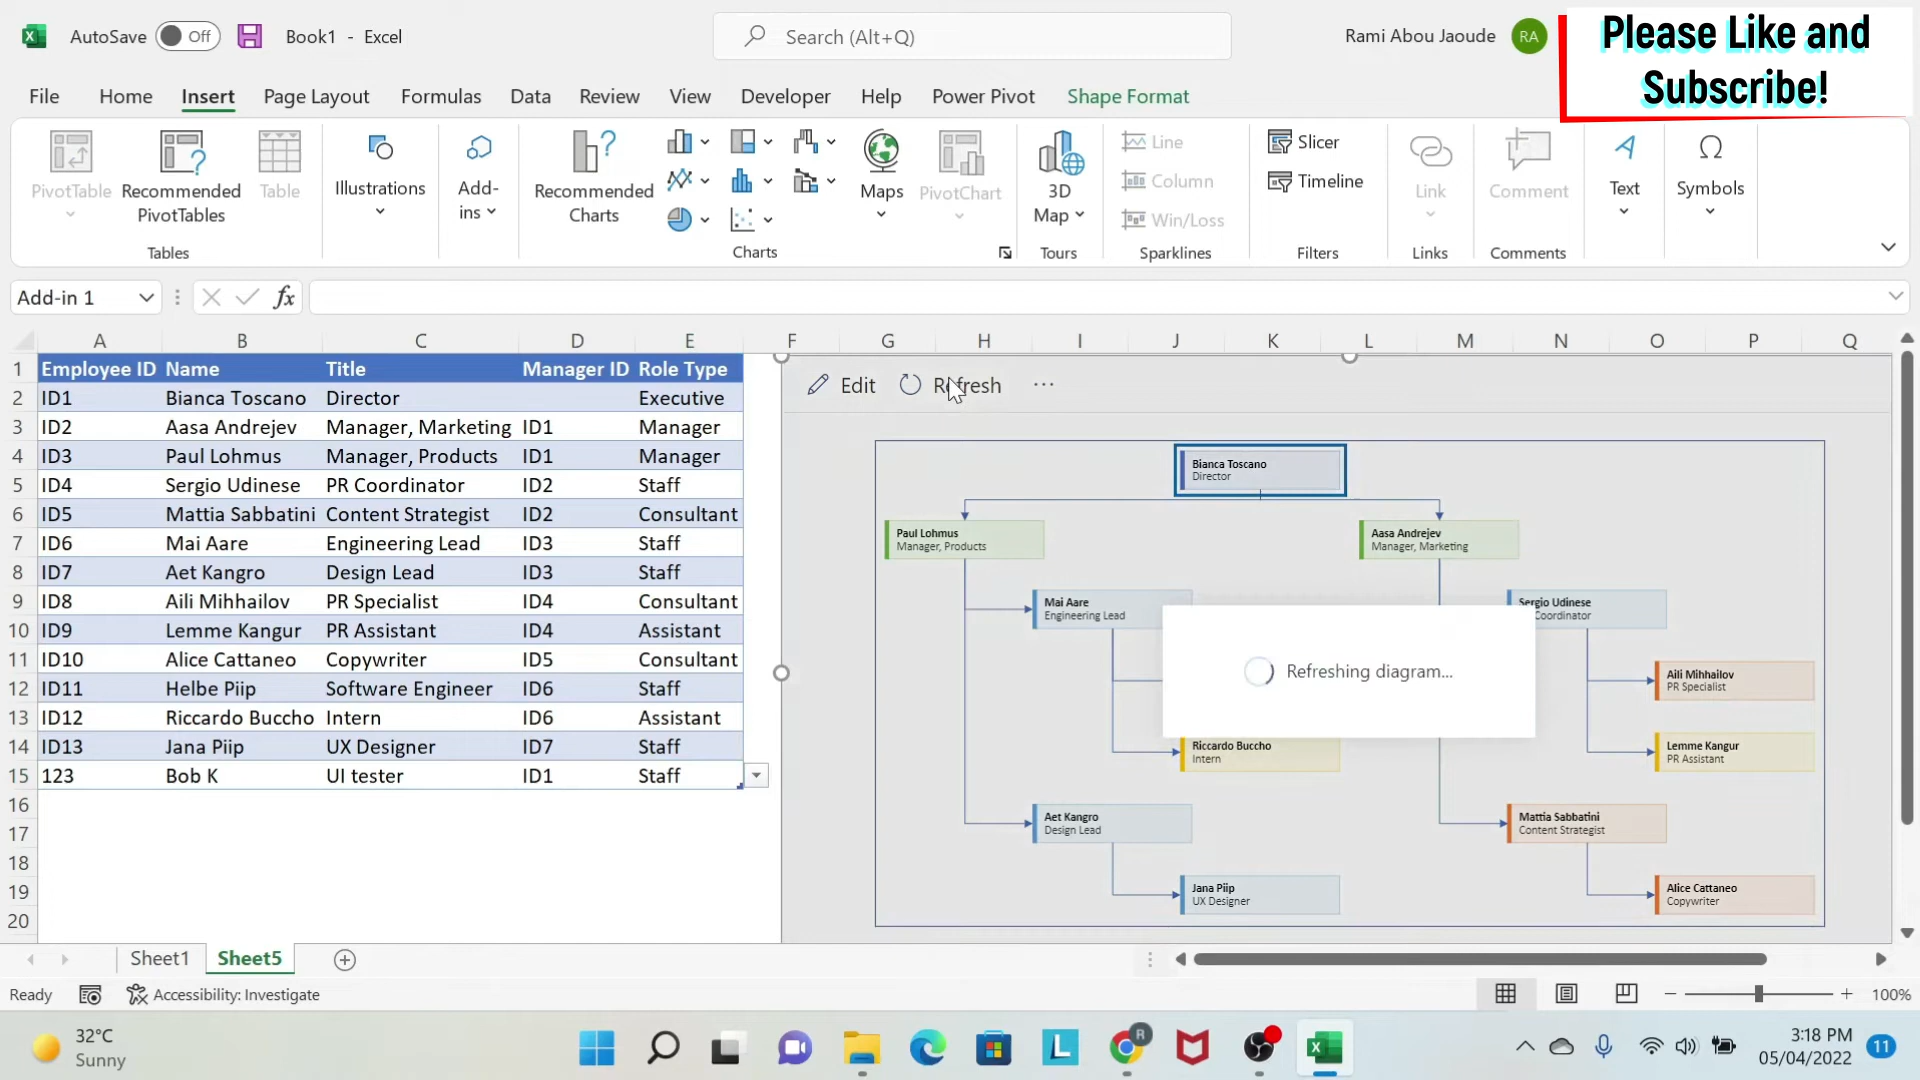 AutoSave Off Book1 - Excel
Search (Alt+Q)
Rami Abou Jaoude RA
Please Like and
Subscribe!
File Home Insert Page Layout Formulas Data Review View Developer Help Power Pivot Shape Format
PivotTable
Recommended
PivotTables
Table
Tables
Illustrations
Add-
ins
Recommended
Charts
Charts
Maps
PivotChart
3D
Map
Tours
Line
Column
Win/Loss
Sparklines
Slicer
Timeline
Filters
Link
Links
Comment
Comments
Text
Symbols
Add-in 1 fx
A B C D E F G H I J K L M N O P Q
1 Employee ID Name Title Manager ID Role Type
2 ID1 Bianca Toscano Director Executive
3 ID2 Aasa Andrejev Manager, Marketing ID1 Manager
4 ID3 Paul Lohmus Manager, Products ID1 Manager
5 ID4 Sergio Udinese PR Coordinator ID2 Staff
6 ID5 Mattia Sabbatini Content Strategist ID2 Consultant
7 ID6 Mai Aare Engineering Lead ID3 Staff
8 ID7 Aet Kangro Design Lead ID3 Staff
9 ID8 Aili Mihhailov PR Specialist ID4 Consultant
10 ID9 Lemme Kangur PR Assistant ID4 Assistant
11 ID10 Alice Cattaneo Copywriter ID5 Consultant
12 ID11 Helbe Piip Software Engineer ID6 Staff
13 ID12 Riccardo Buccho Intern ID6 Assistant
14 ID13 Jana Piip UX Designer ID7 Staff
15 123 Bob K UI tester ID1 Staff
16
17
18
19
20
Edit Refresh ...
Bianca Toscano
Director
Paul Lohmus
Manager, Products
Aasa Andrejev
Manager, Marketing
Mai Aare
Engineering Lead
Sergio Udinese
Coordinator
Refreshing diagram...
Aili Mihhailov
PR Specialist
Riccardo Buccho
Intern
Lemme Kangur
PR Assistant
Aet Kangro
Design Lead
Mattia Sabbatini
Content Strategist
Jana Piip
UX Designer
Alice Cattaneo
Copywriter
Sheet1 Sheet5
Ready Accessibility: Investigate
100%
32°C
Sunny
L
R
3:18 PM
05/04/2022
11